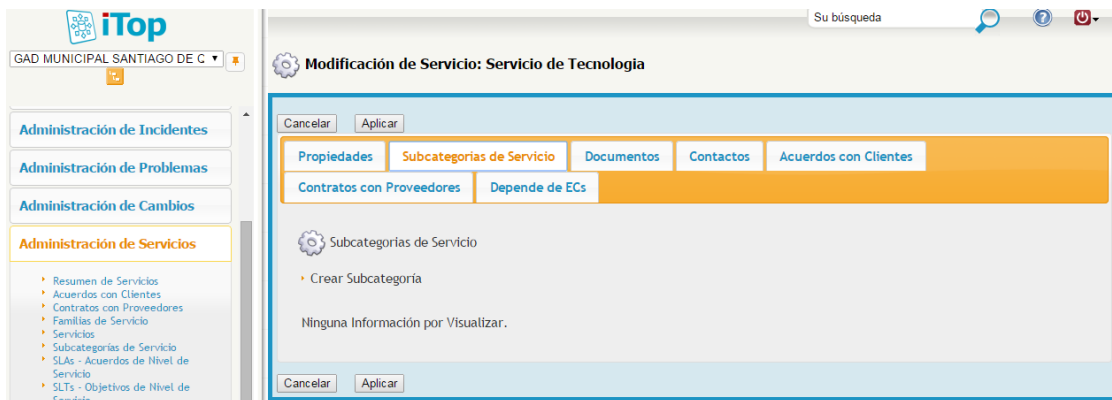 iTop
Su búsqueda
GAD MUNICIPAL SANTIAGO DE C
Modificación de Servicio: Servicio de Tecnologia
Administración de Incidentes
Administración de Problemas
Administración de Cambios
Administración de Servicios
Resumen de Servicios
Acuerdos con Clientes
Contratos con Proveedores
Familias de Servicio
Servicios
Subcategorías de Servicio
SLAs - Acuerdos de Nivel de
Servicio
SLTs - Objetivos de Nivel de
Servicio
Cancelar Aplicar
Propiedades Subcategorias de Servicio Documentos Contactos Acuerdos con Clientes
Contratos con Proveedores Depende de ECs
Subcategorias de Servicio
Crear Subcategoría
Ninguna Información por Visualizar.
Cancelar Aplicar